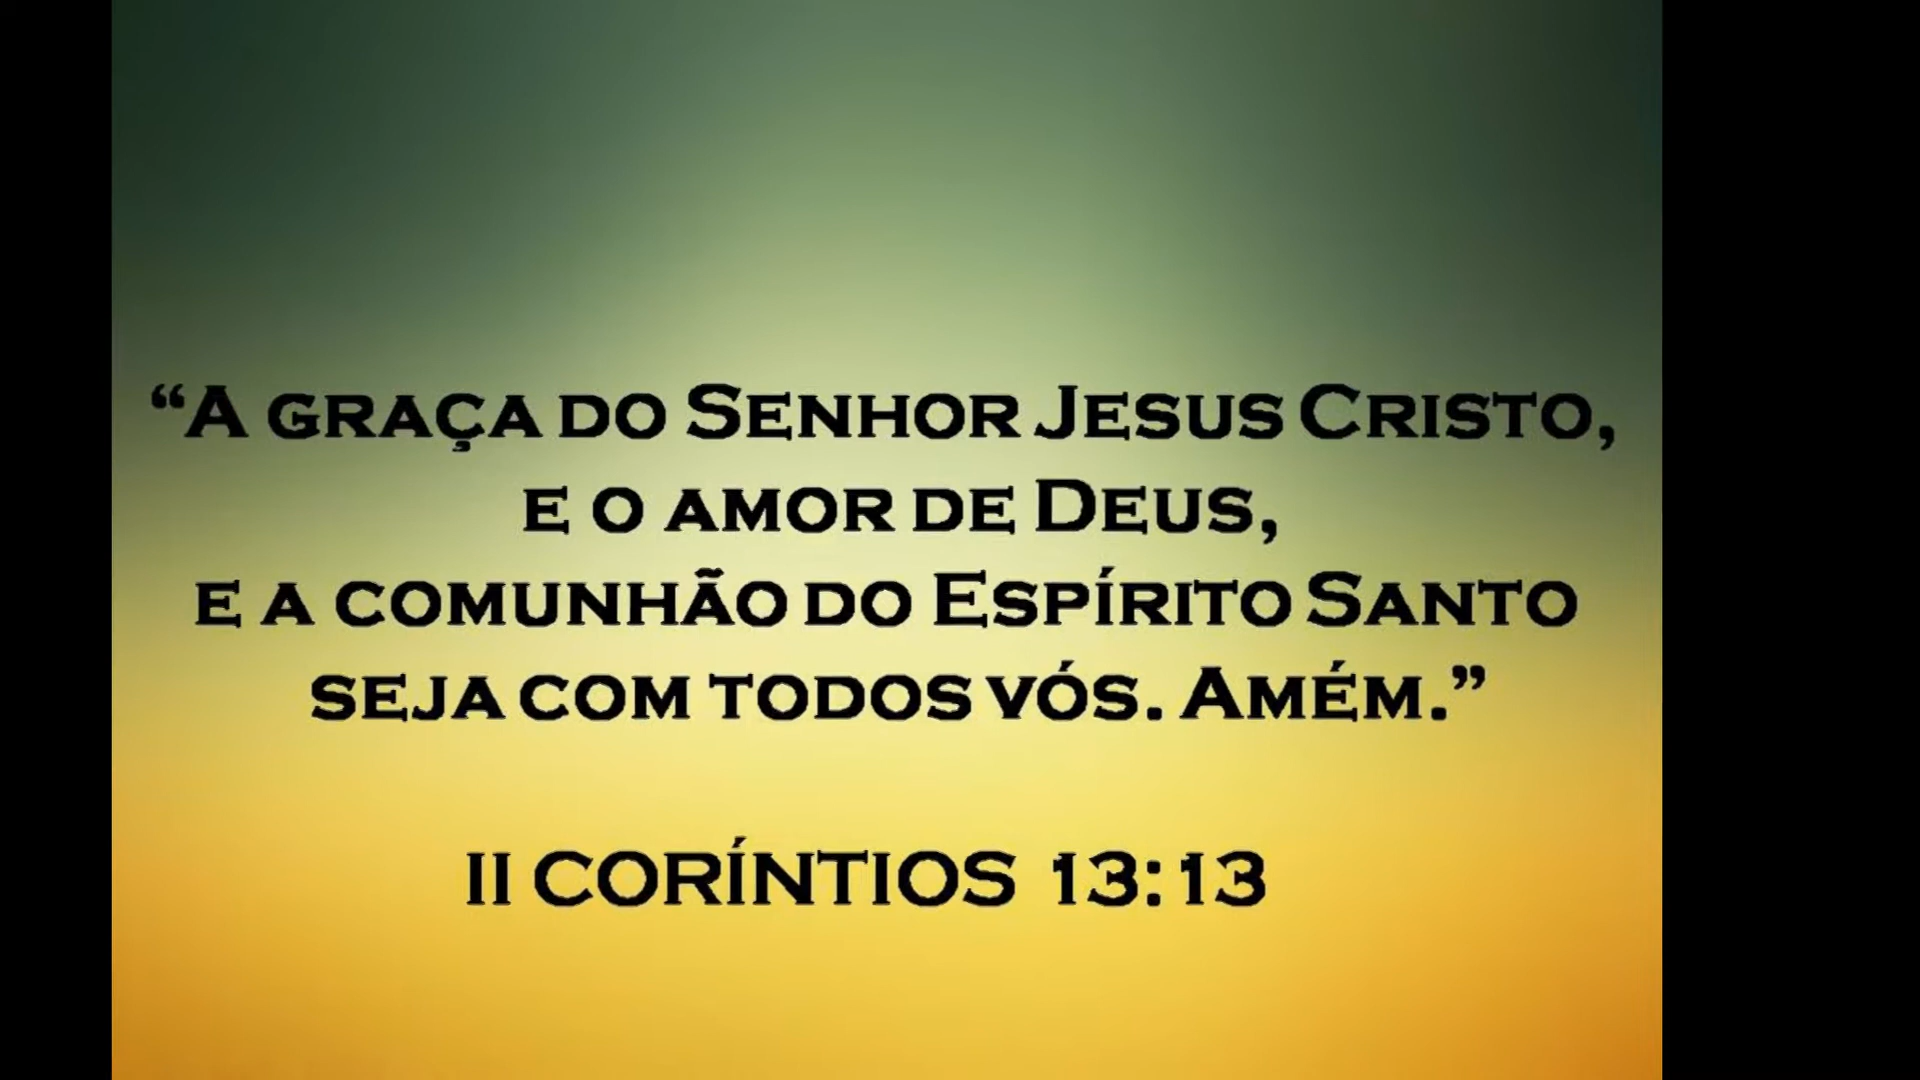 “A graça do Senhor Jesus Cristo,
e o amor de Deus,
e a comunhão do Espírito Santo
seja com todos vós. Amém.”
II CORÍNTIOS 13:13